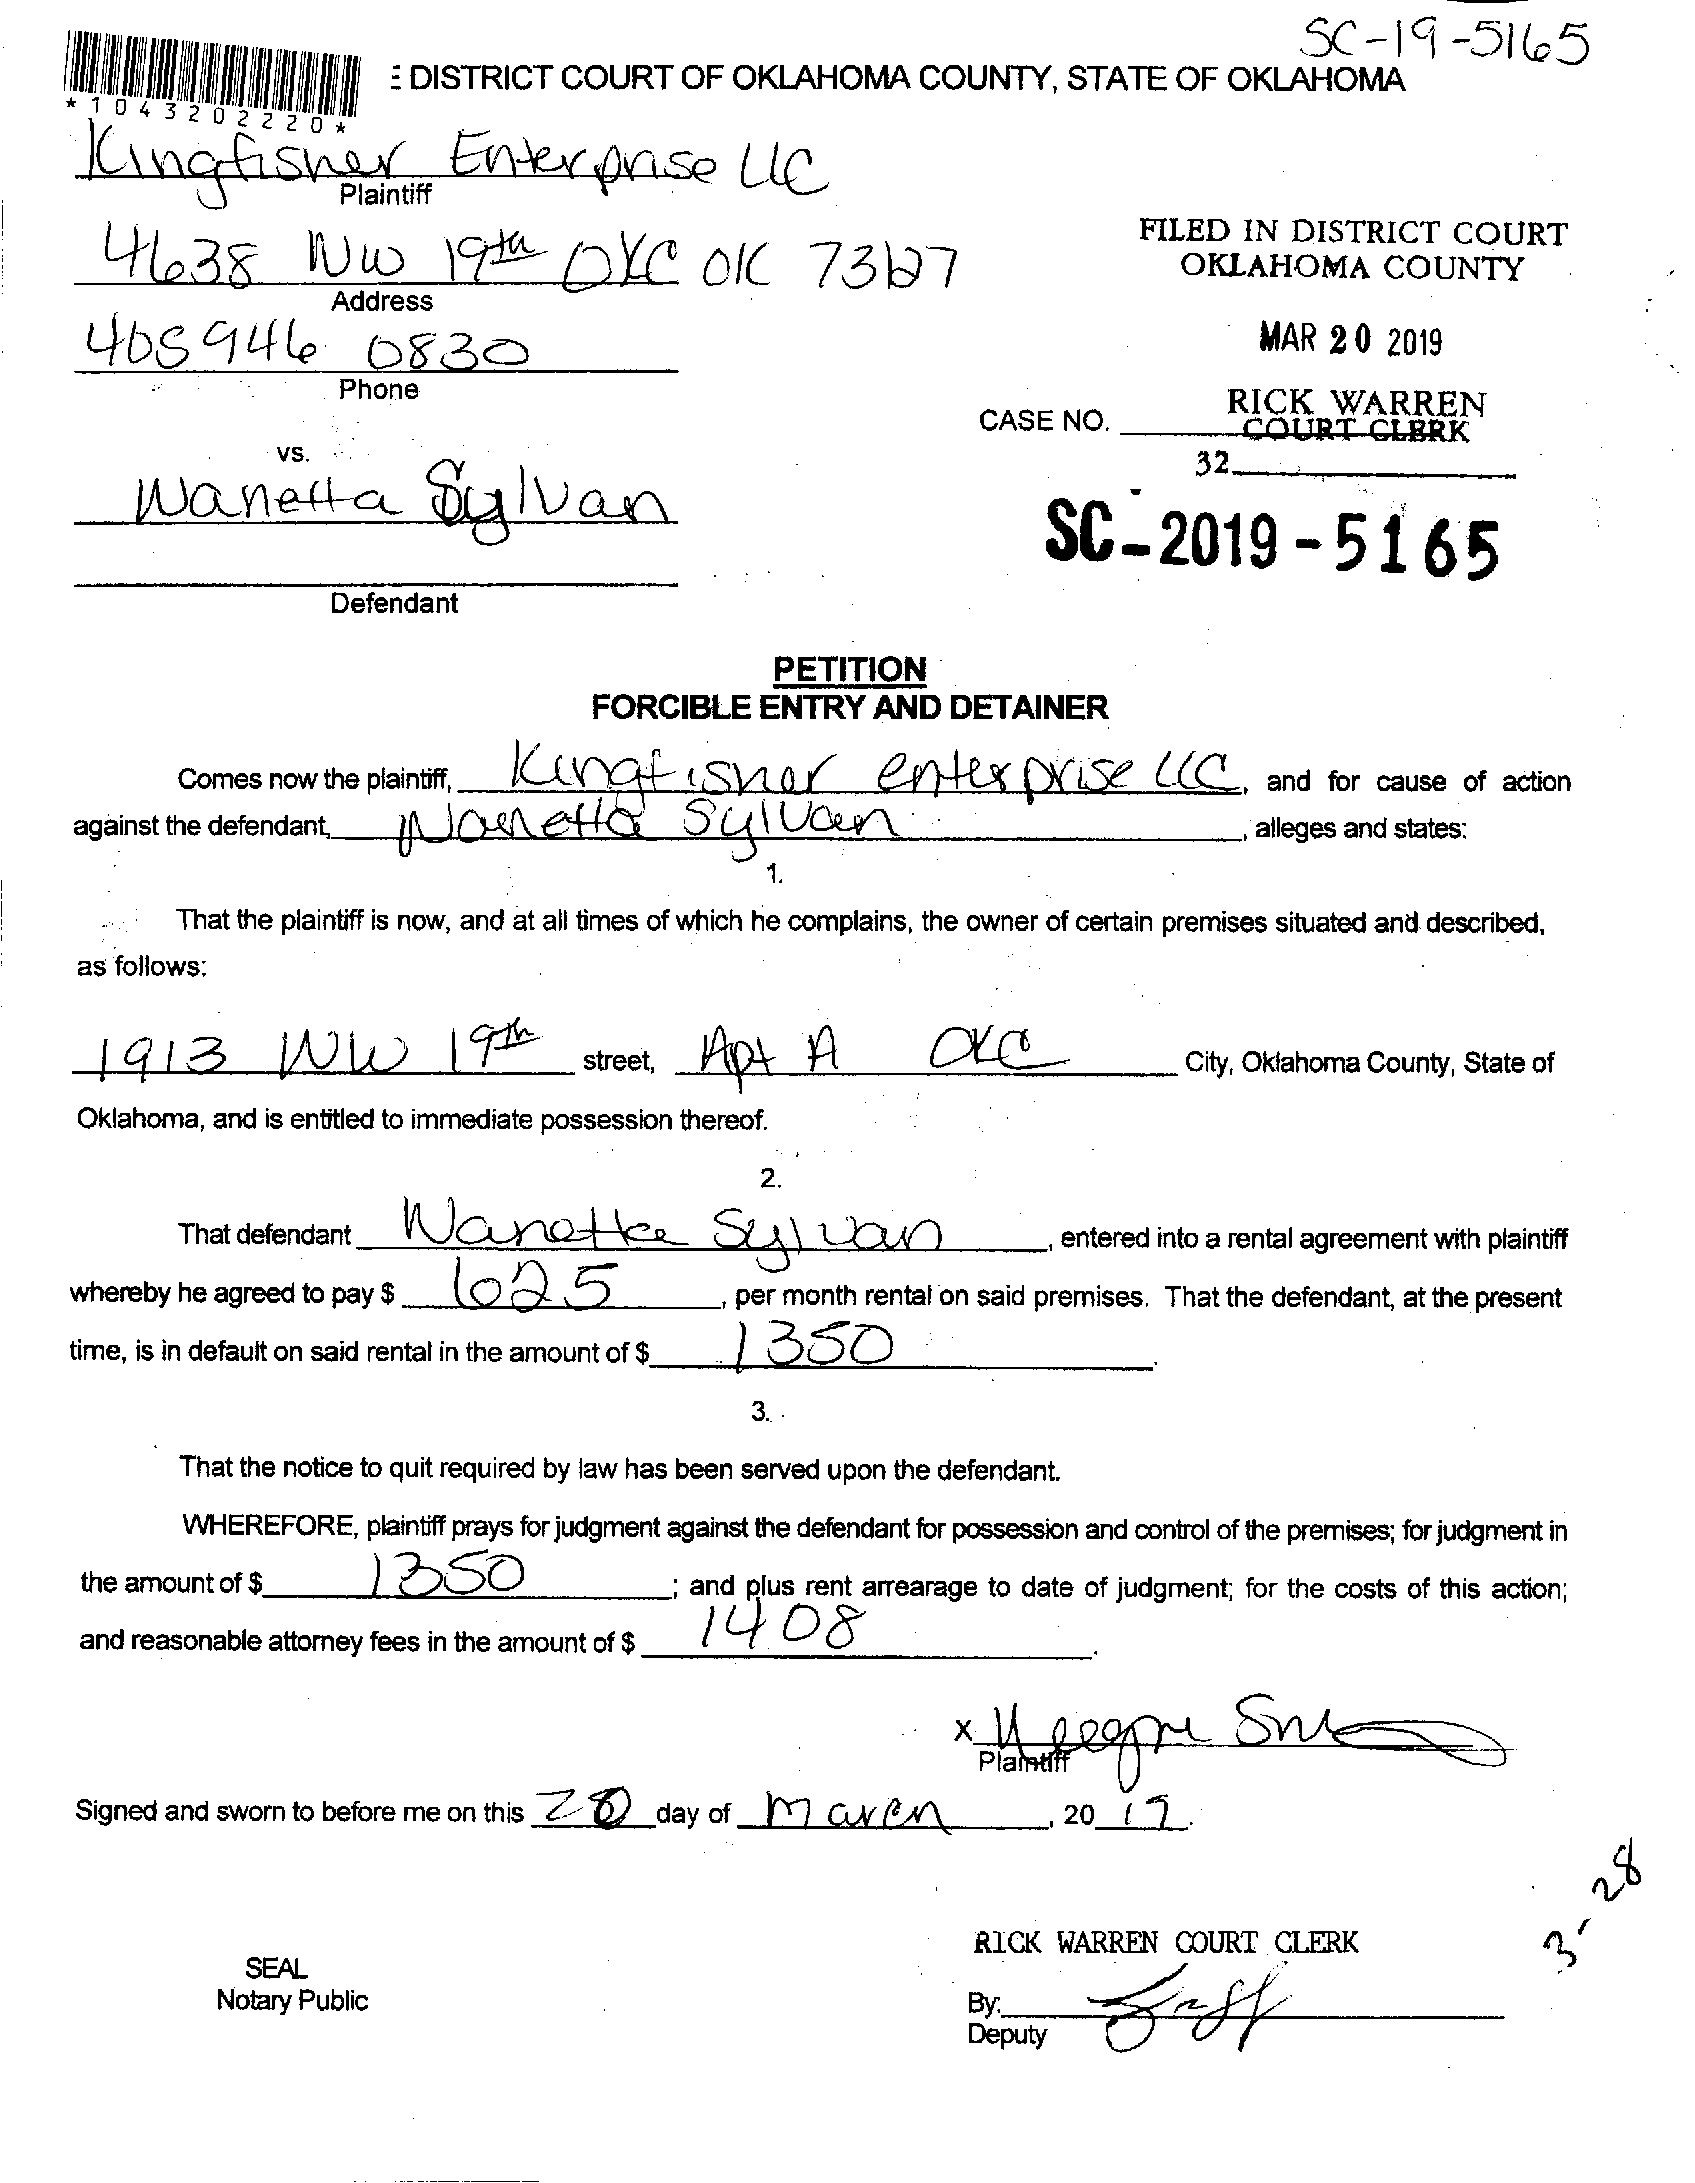 SC-19-5165
E DISTRICT COURT OF OKLAHOMA COUNTY, STATE OF OKLAHOMA
*1043202220*
Kingfisher Enterprise LLC
Plaintiff
4638 NW 19th OKC OK 73127
Address
405 946 0830
Phone
FILED IN DISTRICT COURT
OKLAHOMA COUNTY
MAR 20 2019
RICK WARREN
COURT CLERK
CASE NO.
32
vs.
Wanetta Sylvan
SC-2019-5165
Defendant
PETITION
FORCIBLE ENTRY AND DETAINER
Comes now the plaintiff, Kingfisher enterprise LLC, and for cause of action
against the defendant, Wanetta Sylvan, alleges and states:
1.
That the plaintiff is now, and at all times of which he complains, the owner of certain premises situated and described,
as follows:
1913 NW 19th street, Apt A OKC City, Oklahoma County, State of
Oklahoma, and is entitled to immediate possession thereof.
2.
That defendant Wanetta Sylvan, entered into a rental agreement with plaintiff
whereby he agreed to pay $ 625, per month rental on said premises. That the defendant, at the present
time, is in default on said rental in the amount of $ 1350.
3.
That the notice to quit required by law has been served upon the defendant.
WHEREFORE, plaintiff prays for judgment against the defendant for possession and control of the premises; for judgment in
the amount of $ 1350; and plus rent arrearage to date of judgment; for the costs of this action;
and reasonable attorney fees in the amount of $ 1408.
x
Plaintiff
Signed and sworn to before me on this 20 day of March, 2019.
3-28
RICK WARREN COURT CLERK
SEAL
Notary Public
By:
Deputy